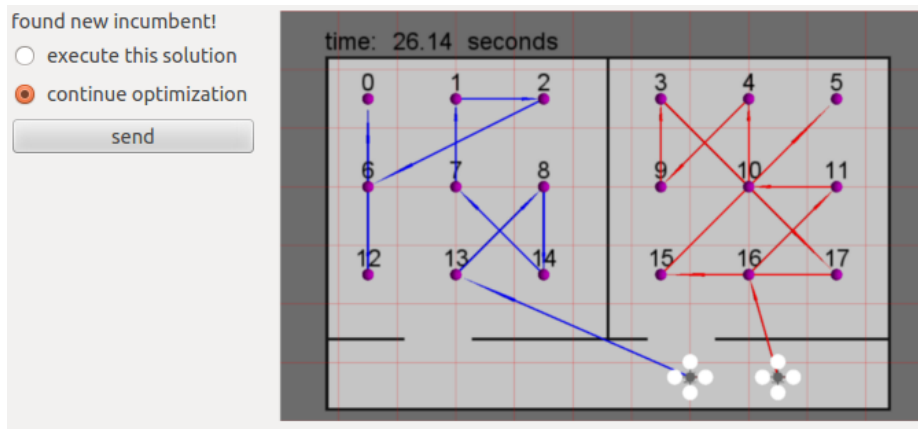 found new incumbent!
execute this solution
continue optimization
send
time: 26.14 seconds
0 1 2 3 4 5
6 7 8 9 10 11
12 13 14 15 16 17